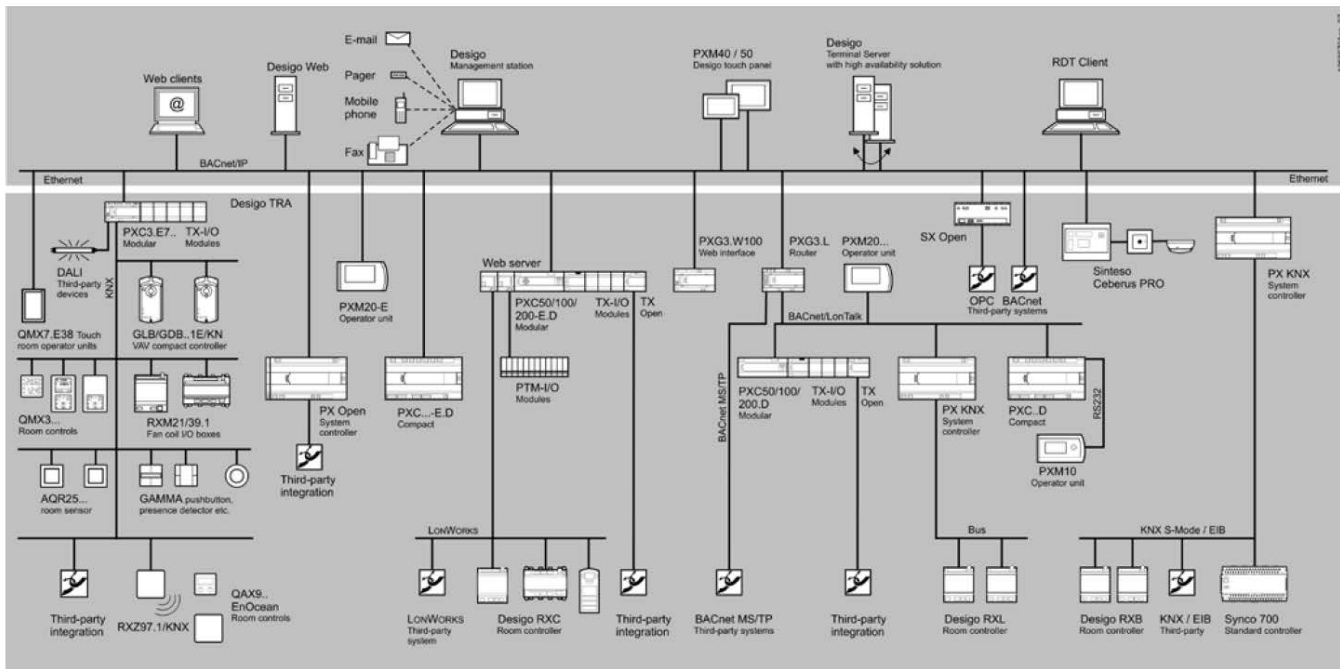 E-mail
Pager
Mobile
phone
Fax
Web clients
@
Desigo Web
Desigo
Management station
PXM40 / 50
Desigo touch panel
Desigo
Terminal Server
with high availability solution
RDT Client
BACnet/IP
Ethernet
Ethernet
Desigo TRA
PXC3.E7..
Modular
TX-I/O
Modules
DALI
Third-party
devices
KNX
QMX7.E38 Touch
room operator units
GLB/GDB..1E/KN
VAV compact controller
QMX3...
Room controls
RXM21/39.1
Fan coil I/O boxes
AQR25...
room sensor
GAMMA pushbutton,
presence detector etc.
Third-party
integration
RXZ97.1/KNX
QAX9..
EnOcean
Room controls
PX Open
System
controller
Third-party
integration
PXM20-E
Operator unit
PXC...-E.D
Compact
Web server
PXC50/100/
200-E.D
Modular
TX-I/O
Modules
TX
Open
PTM-I/O
Modules
LONWORKS
LONWORKS
Third-party
system
Desigo RXC
Room controller
Third-party
integration
PXG3.W100
Web interface
PXG3.L
Router
PXM20...
Operator unit
BACnet/LonTalk
BACnet MS/TP
PXC50/100/
200.D
Modular
TX-I/O
Modules
TX
Open
PX KNX
System
controller
PXC..D
Compact
RS232
PXM10
Operator unit
BACnet MS/TP
Third-party systems
Third-party
integration
Bus
Desigo RXL
Room controller
SX Open
OPC
BACnet
Third-party systems
Sinteso
Ceberus PRO
PX KNX
System
controller
KNX S-Mode / EIB
Desigo RXB
Room controller
KNX / EIB
Third-party
Synco 700
Standard controller